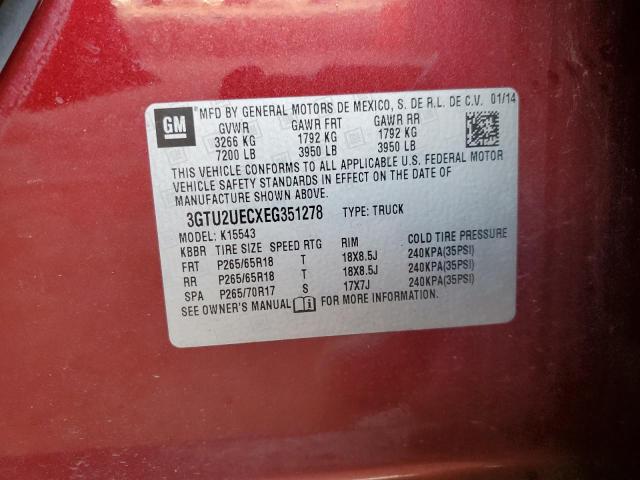 GM
MFD BY GENERAL MOTORS DE MEXICO, S. DE R.L. DE C.V. 01/14
GVWR GAWR FRT GAWR RR
3266 KG 1792 KG 1792 KG
7200 LB 3950 LB 3950 LB
THIS VEHICLE CONFORMS TO ALL APPLICABLE U.S. FEDERAL MOTOR
VEHICLE SAFETY STANDARDS IN EFFECT ON THE DATE OF
MANUFACTURE SHOWN ABOVE.
3GTU2UECXEG351278 TYPE: TRUCK
MODEL: K15543
KBBR TIRE SIZE SPEED RTG RIM COLD TIRE PRESSURE
FRT P265/65R18 T 18X8.5J 240KPA(35PSI)
RR P265/65R18 T 18X8.5J 240KPA(35PSI)
SPA P265/70R17 S 17X7J 240KPA(35PSI)
SEE OWNER'S MANUAL FOR MORE INFORMATION.